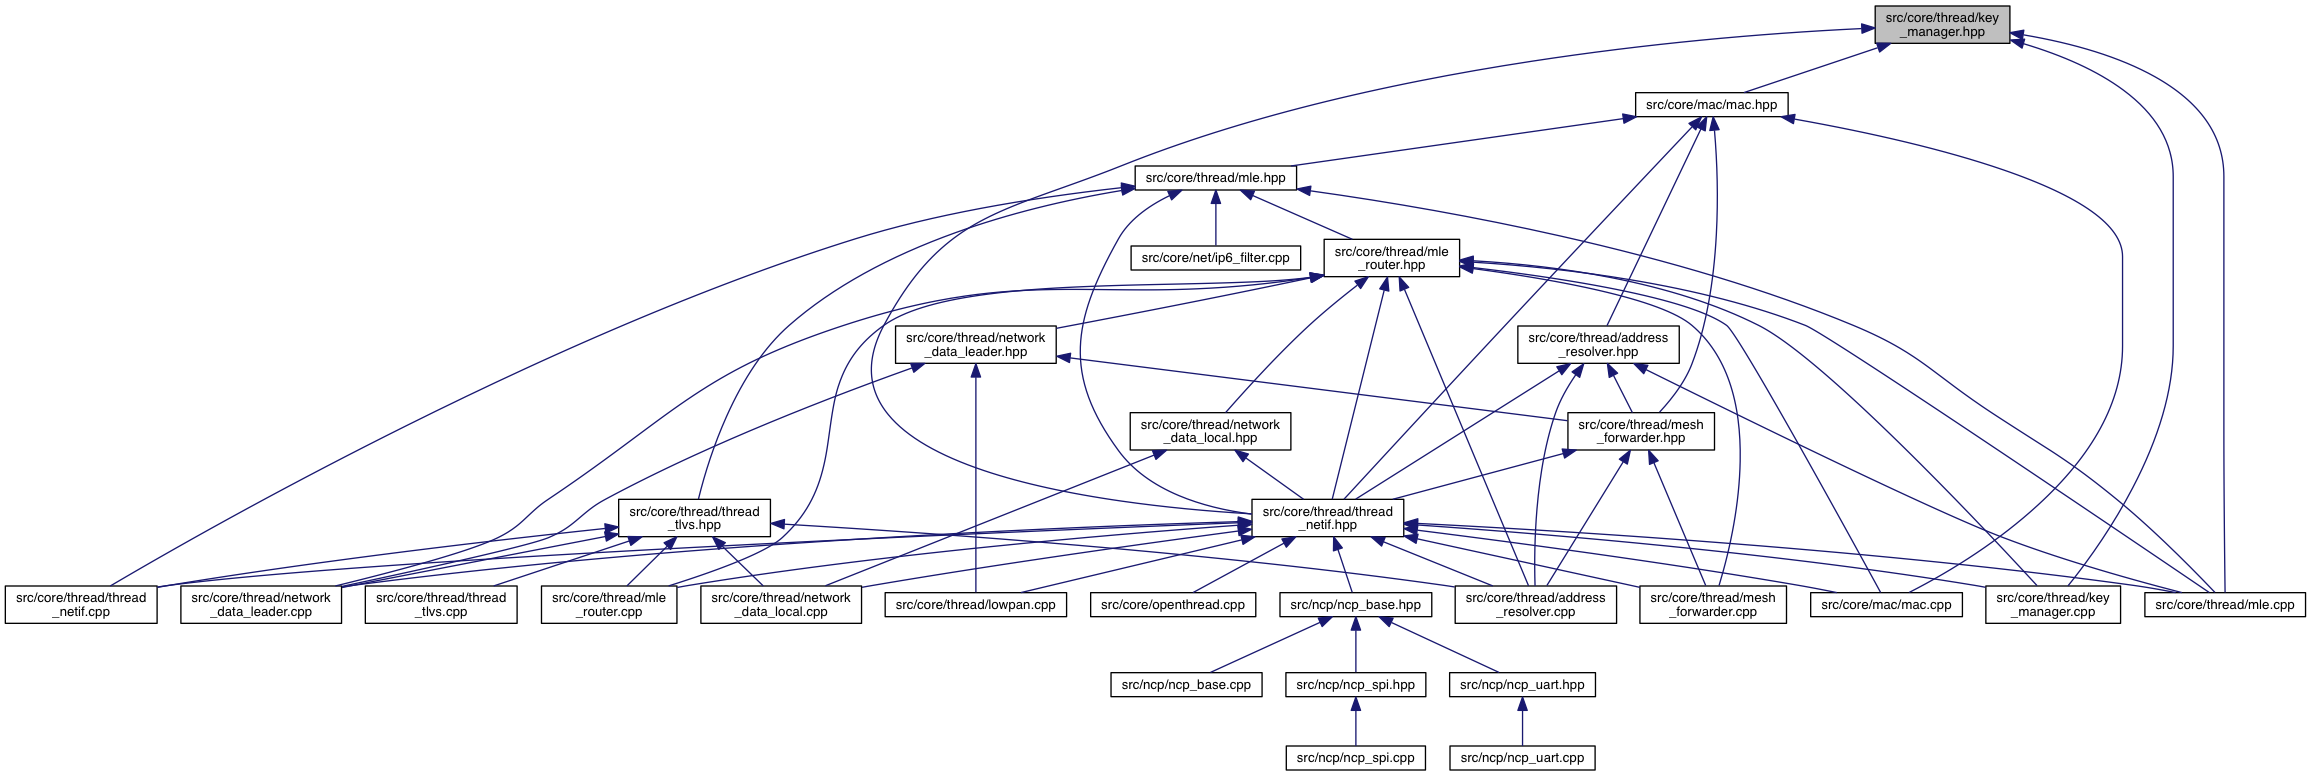 src/core/thread/key
_manager.hpp
src/core/mac/mac.hpp
src/core/thread/mle.hpp
src/core/net/ip6_filter.cpp
src/core/thread/mle
_router.hpp
src/core/thread/network
_data_leader.hpp
src/core/thread/address
_resolver.hpp
src/core/thread/network
_data_local.hpp
src/core/thread/mesh
_forwarder.hpp
src/core/thread/thread
_tlvs.hpp
src/core/thread/thread
_netif.hpp
src/core/thread/thread
_netif.cpp
src/core/thread/network
_data_leader.cpp
src/core/thread/thread
_tlvs.cpp
src/core/thread/mle
_router.cpp
src/core/thread/network
_data_local.cpp
src/core/thread/lowpan.cpp
src/core/openthread.cpp
src/ncp/ncp_base.hpp
src/core/thread/address
_resolver.cpp
src/core/thread/mesh
_forwarder.cpp
src/core/mac/mac.cpp
src/core/thread/key
_manager.cpp
src/core/thread/mle.cpp
src/ncp/ncp_base.cpp
src/ncp/ncp_spi.hpp
src/ncp/ncp_uart.hpp
src/ncp/ncp_spi.cpp
src/ncp/ncp_uart.cpp